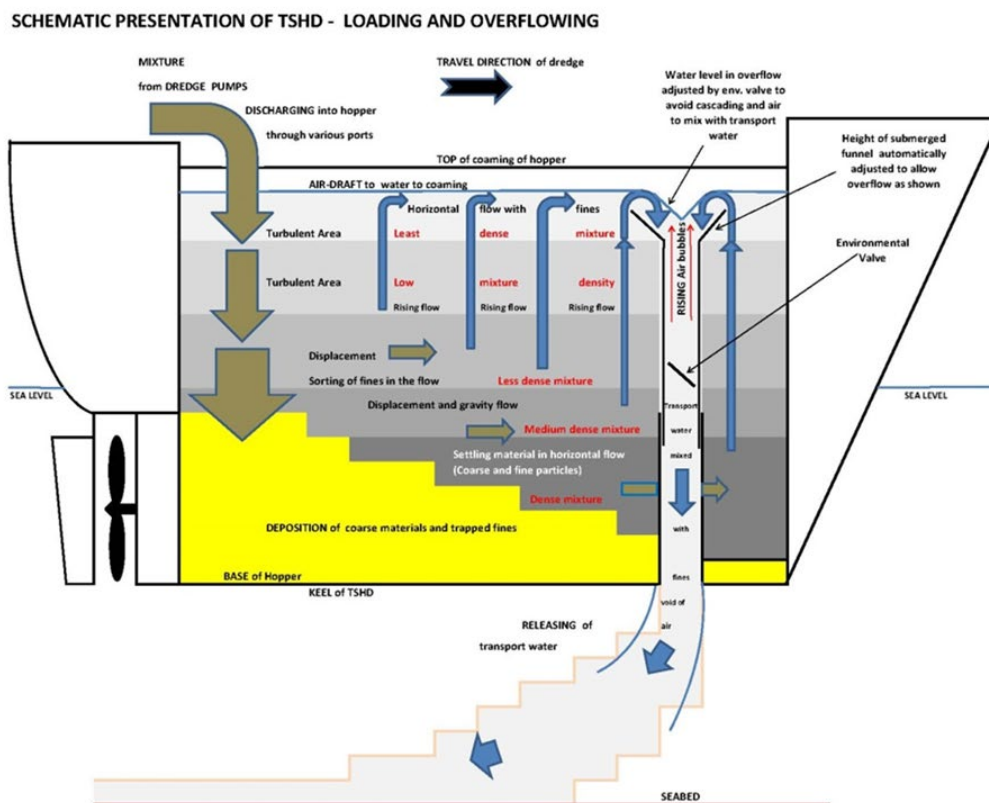 SCHEMATIC PRESENTATION OF TSHD - LOADING AND OVERFLOWING
MIXTURE
from DREDGE PUMPS
TRAVEL DIRECTION of dredge
DISCHARGING into hopper
through various ports
Water level in overflow
adjusted by env. valve to
avoid cascading and air
to mix with transport
water
Height of submerged
funnel automatically
adjusted to allow
overflow as shown
TOP of coaming of hopper
AIR-DRAFT to water to coaming
Horizontal flow with fines
Turbulent Area Least dense mixture
Environmental
Valve
RISING Air bubbles
Turbulent Area Low mixture density
Rising flow Rising flow Rising flow
Displacement
Sorting of fines in the flow Less dense mixture
SEA LEVEL
SEA LEVEL
Displacement and gravity flow
Medium dense mixture
Settling material in horizontal flow
(Coarse and fine particles)
Dense mixture
Transport
water
mixed
with
fines
void of
air
DEPOSITION of coarse materials and trapped fines
BASE of Hopper
KEEL of TSHD
RELEASING of
transport water
SEABED